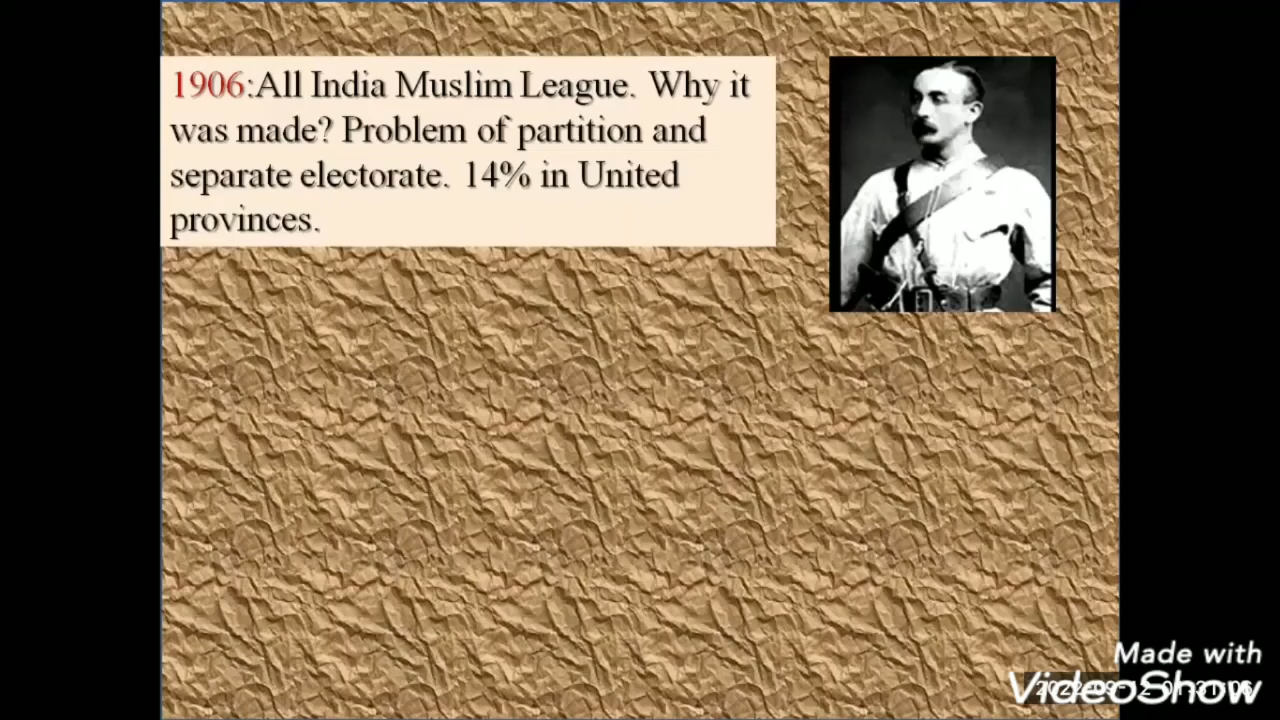 1906:All India Muslim League. Why it
was made? Problem of partition and
separate electorate. 14% in United
provinces.
Made with
VideoShow